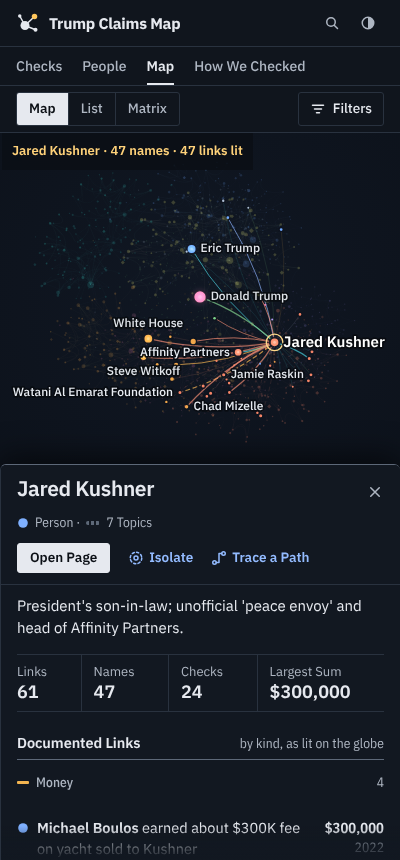 Trump Claims Map
Checks People Map How We Checked
Map List Matrix Filters
Jared Kushner · 47 names · 47 links lit
Eric Trump
Donald Trump
White House
Jared Kushner
Affinity Partners
Steve Witkoff
Jamie Raskin
Watani Al Emarat Foundation
Chad Mizelle
Jared Kushner
Person · 7 Topics
Open Page Isolate Trace a Path
President's son-in-law; unofficial 'peace envoy' and
head of Affinity Partners.
Links Names Checks Largest Sum
61 47 24 $300,000
Documented Links by kind, as lit on the globe
Money 4
Michael Boulos earned about $300K fee $300,000
on yacht sold to Kushner 2022